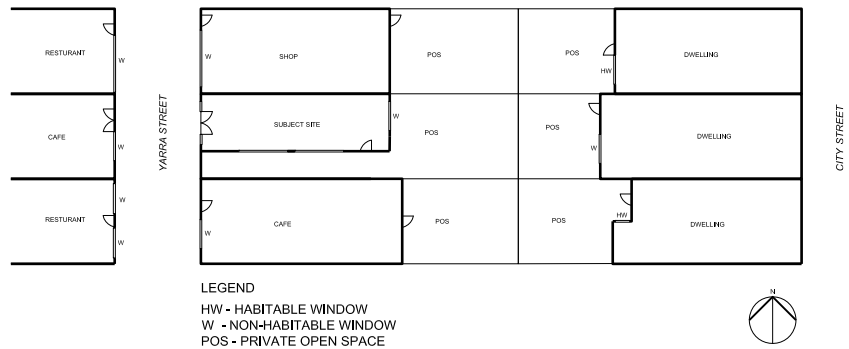 RESTURANT
W
W
SHOP
POS
POS
HW
DWELLING
CAFE
W
YARRA STREET
SUBJECT SITE
W
POS
POS
W
DWELLING
CITY STREET
RESTURANT
W
W
W
CAFE
POS
POS
HW
DWELLING
LEGEND
HW - HABITABLE WINDOW
W - NON-HABITABLE WINDOW
POS - PRIVATE OPEN SPACE
N